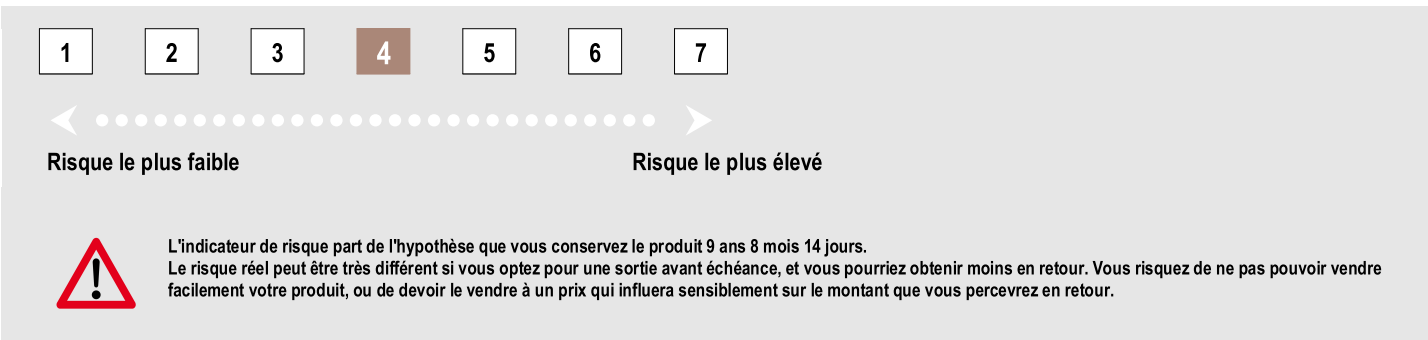 1 2 3 4 5 6 7
Risque le plus faible Risque le plus élevé
L'indicateur de risque part de l'hypothèse que vous conservez le produit 9 ans 8 mois 14 jours.
Le risque réel peut être très différent si vous optez pour une sortie avant échéance, et vous pourriez obtenir moins en retour. Vous risquez de ne pas pouvoir vendre
facilement votre produit, ou de devoir le vendre à un prix qui influera sensiblement sur le montant que vous percevrez en retour.